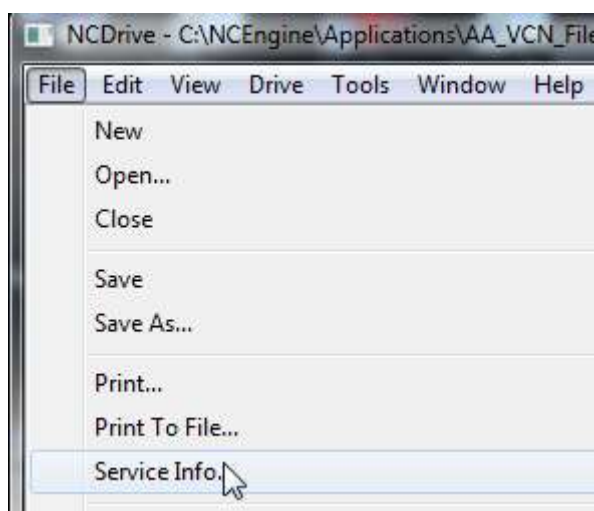 NCDrive - C:\NCEngine\Applications\AA_VCN_File
File Edit View Drive Tools Window Help
New
Open...
Close
Save
Save As...
Print...
Print To File...
Service Info.